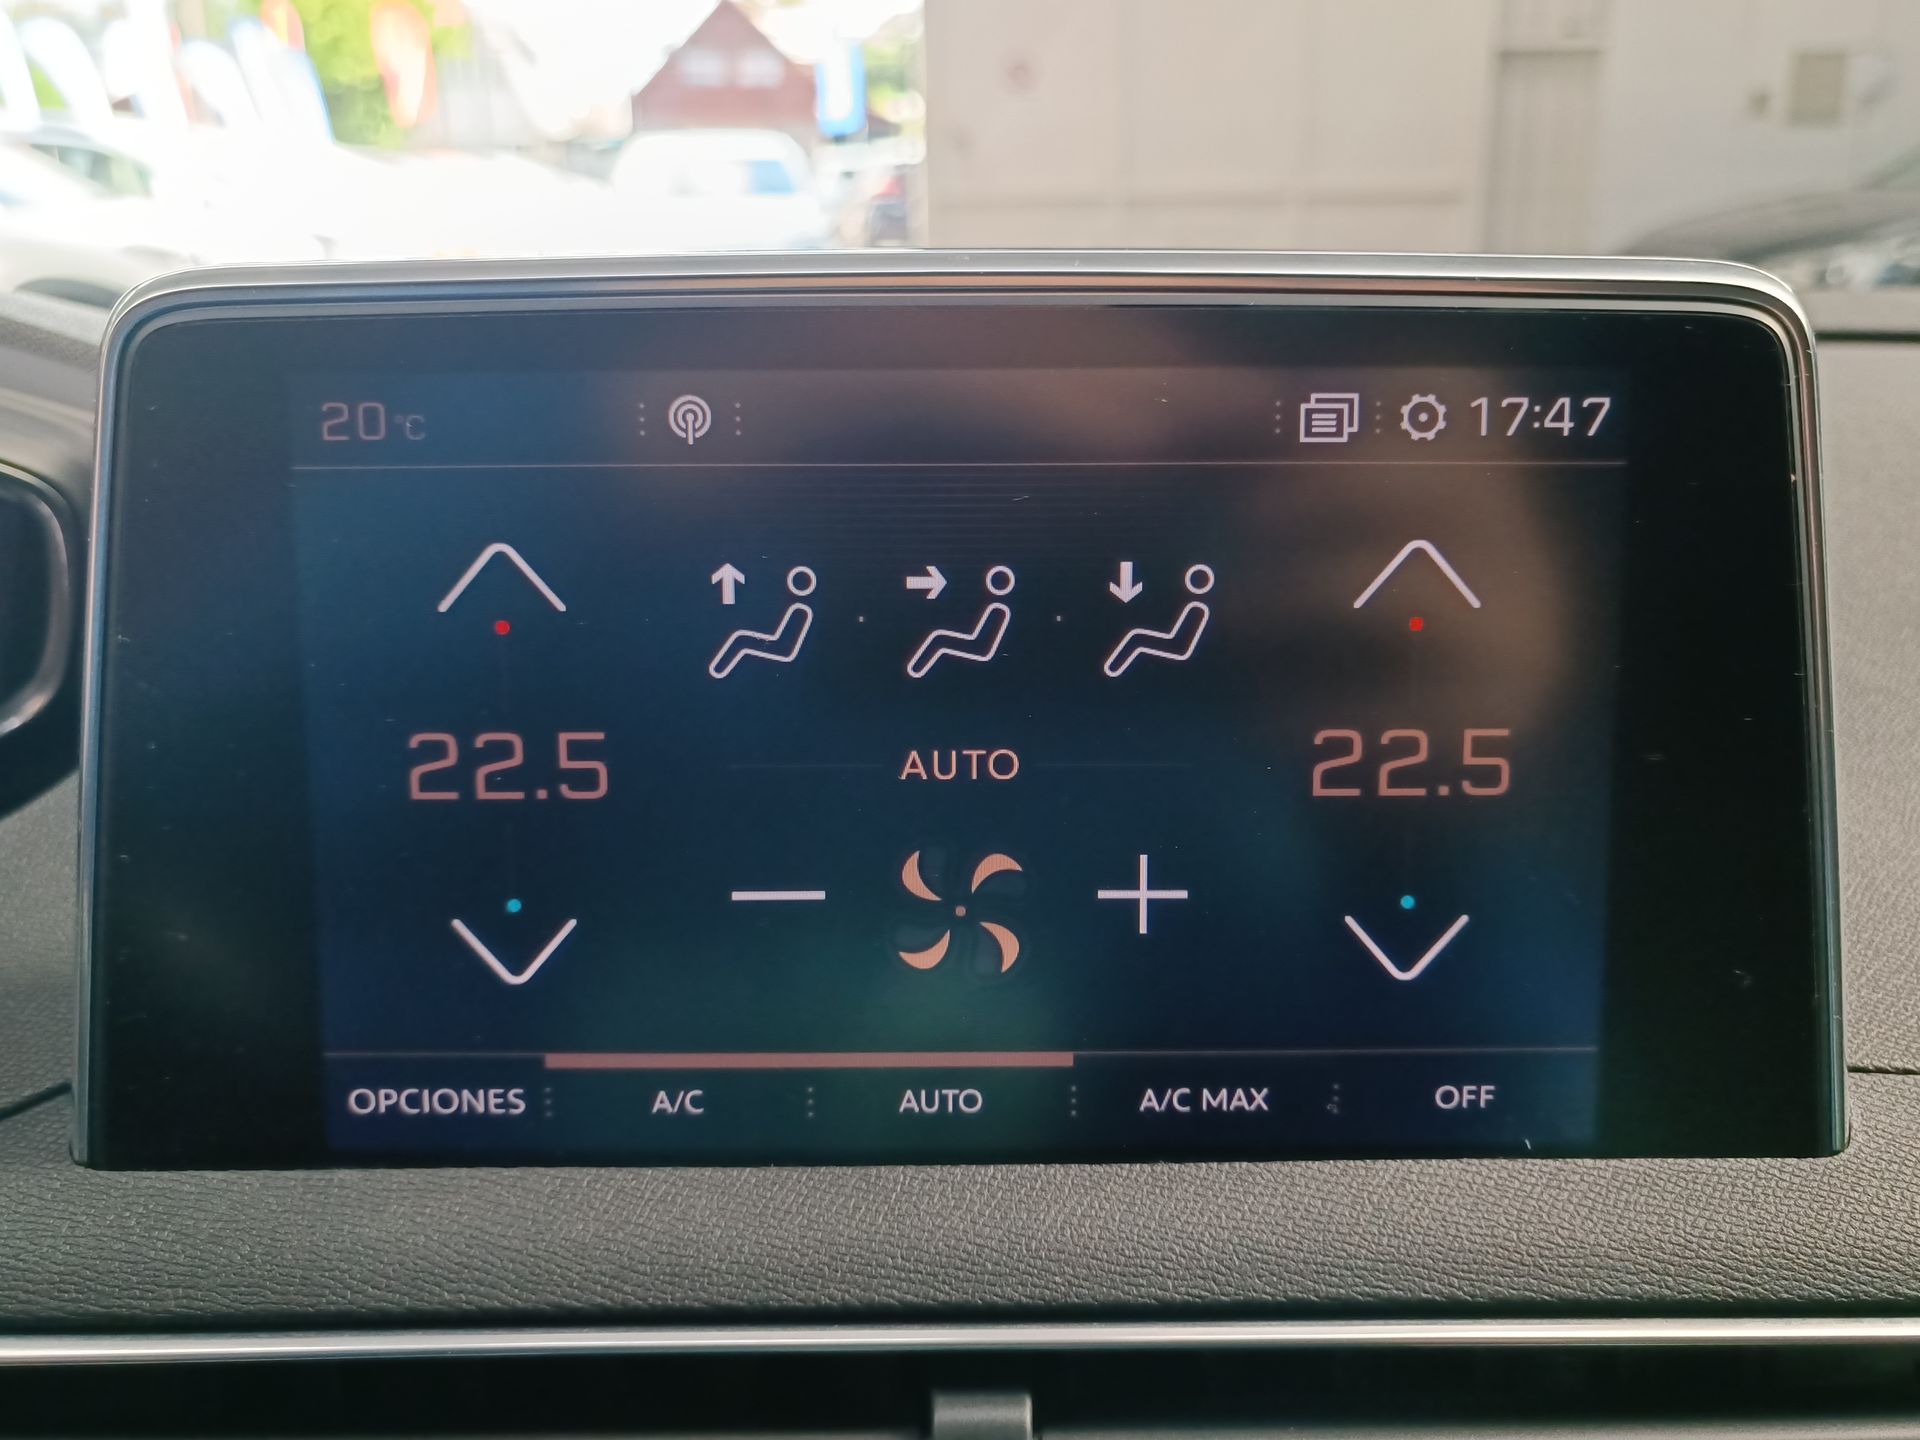 20 °C
17:47
22.5
AUTO
22.5
OPCIONES
A/C
AUTO
A/C MAX
OFF